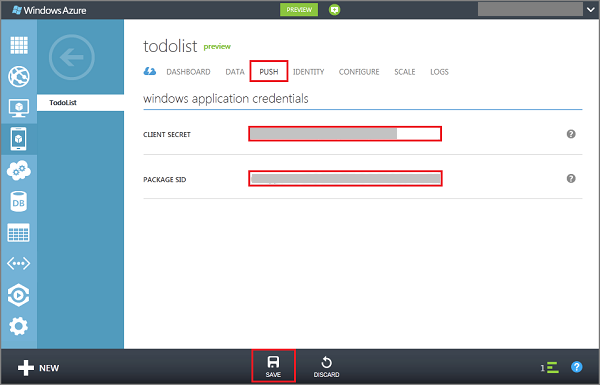 Windows Azure PREVIEW
todolist preview
DASHBOARD DATA PUSH IDENTITY CONFIGURE SCALE LOGS
TodoList
windows application credentials
CLIENT SECRET ?
PACKAGE SID ?
DB
NEW SAVE DISCARD 1 ?